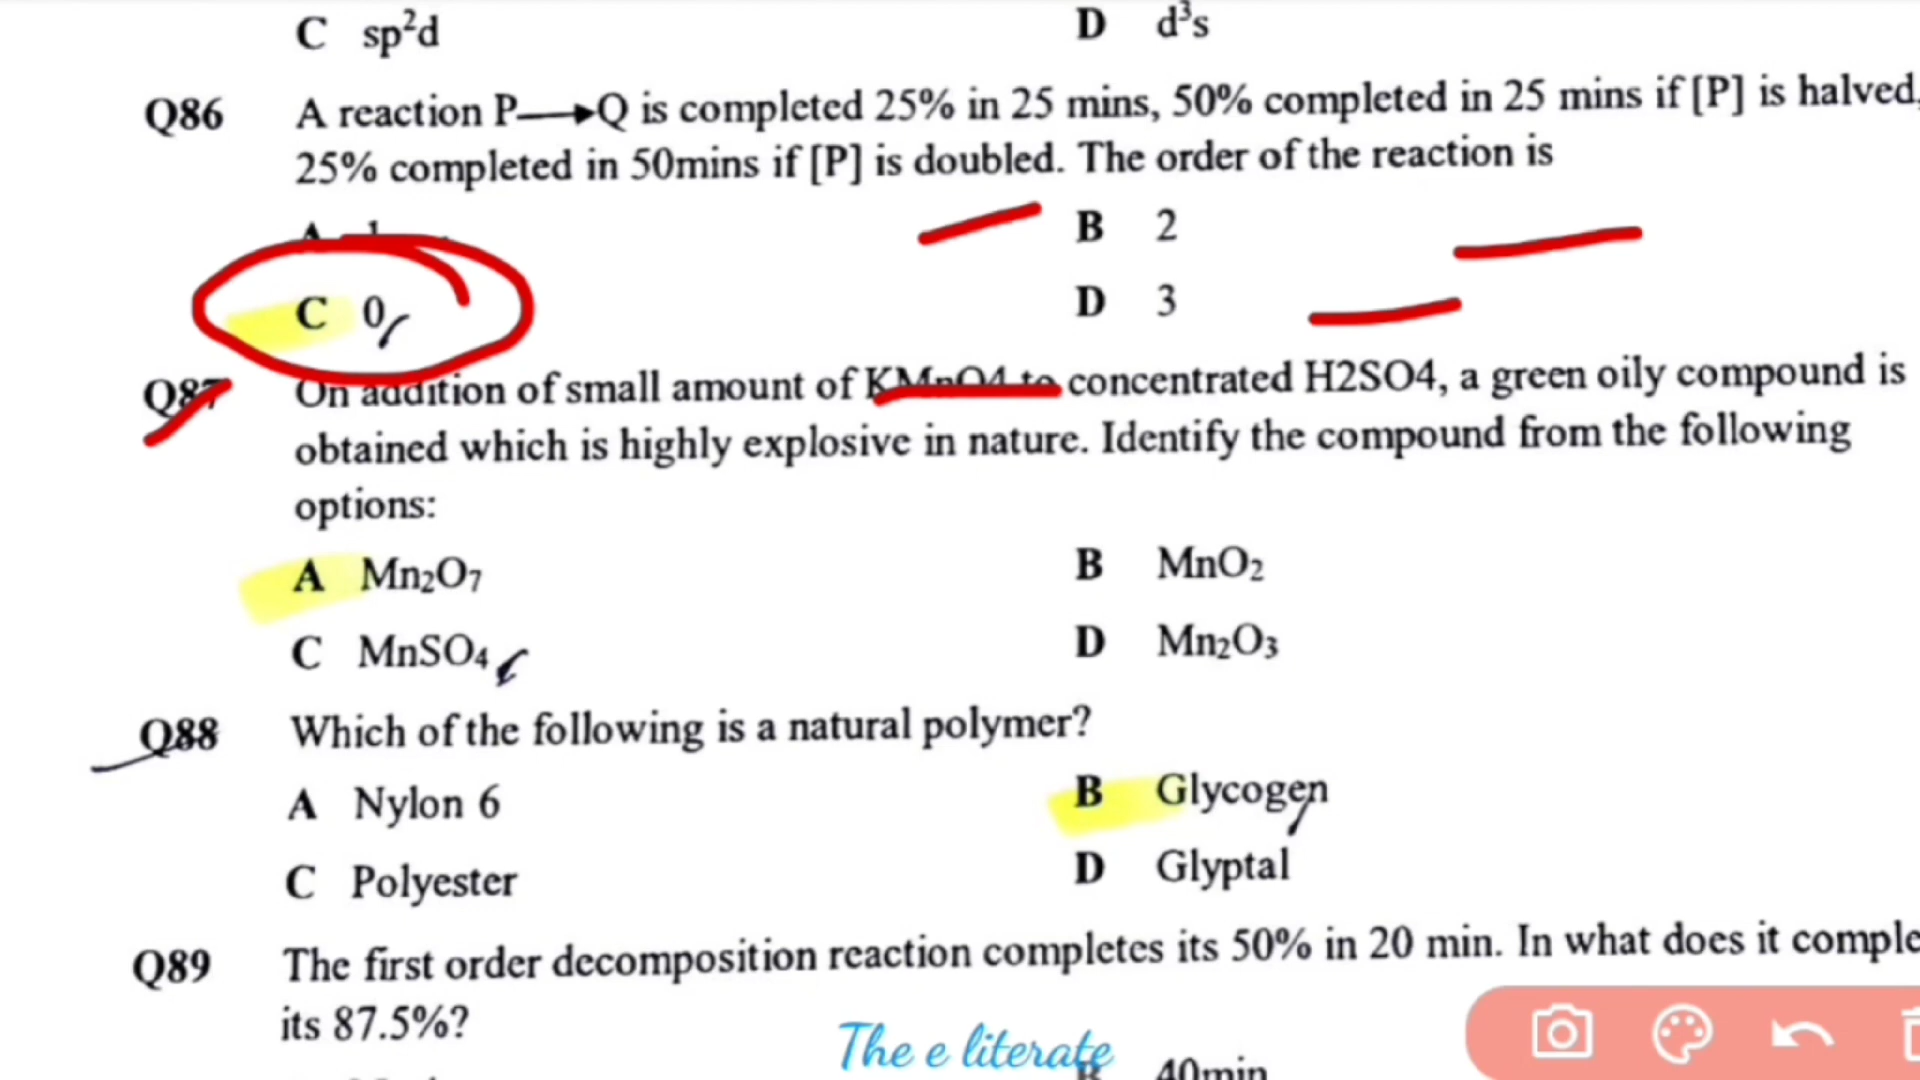 C sp²d D d³s
Q86 A reaction P→Q is completed 25% in 25 mins, 50% completed in 25 mins if [P] is halved,
25% completed in 50mins if [P] is doubled. The order of the reaction is
A 1 B 2
C 0 D 3
Q87 On addition of small amount of KMnO4 to concentrated H2SO4, a green oily compound is
obtained which is highly explosive in nature. Identify the compound from the following
options:
A Mn₂O₇ B MnO₂
C MnSO₄ D Mn₂O₃
Q88 Which of the following is a natural polymer?
A Nylon 6 B Glycogen
C Polyester D Glyptal
Q89 The first order decomposition reaction completes its 50% in 20 min. In what does it comple
its 87.5%?
The e literate
B 40min